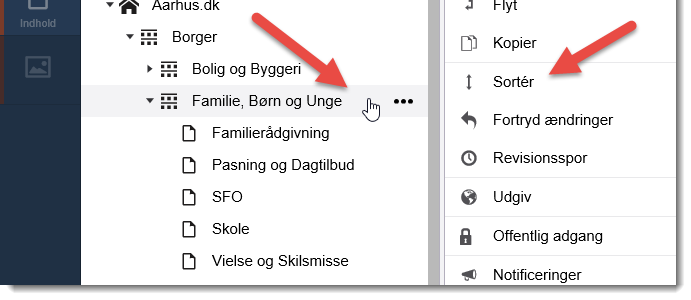 Indhold
Aarhus.dk
Borger
Bolig og Byggeri
Familie, Børn og Unge
Familierådgivning
Pasning og Dagtilbud
SFO
Skole
Vielse og Skilsmisse
Flyt
Kopier
Sortér
Fortryd ændringer
Revisionsspor
Udgiv
Offentlig adgang
Notificeringer